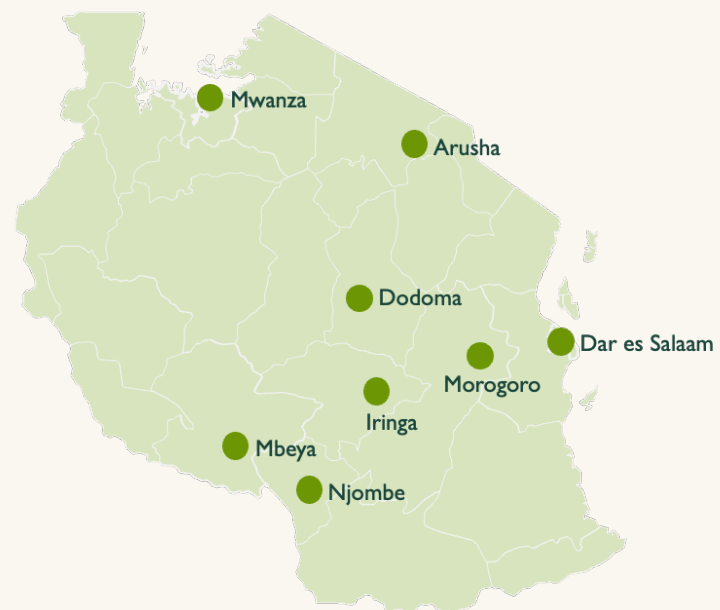 Mwanza
Arusha
Dodoma
Dar es Salaam
Morogoro
Iringa
Mbeya
Njombe